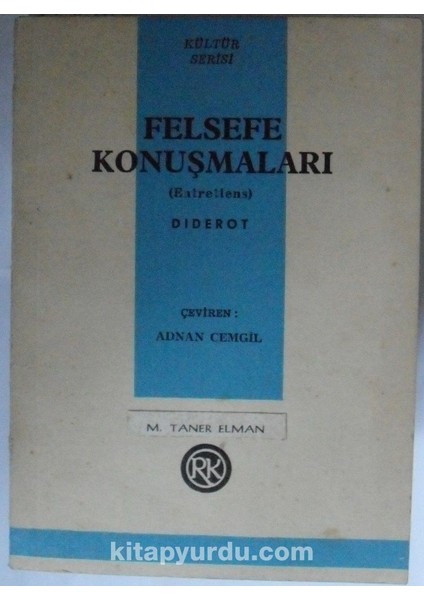 KÜLTÜR
SERİSİ
FELSEFE
KONUŞMALARI
(Entretiens)
DIDEROT
ÇEVİREN :
ADNAN CEMGİL
M. TANER ELMAN
RK
kitapyurdu.com